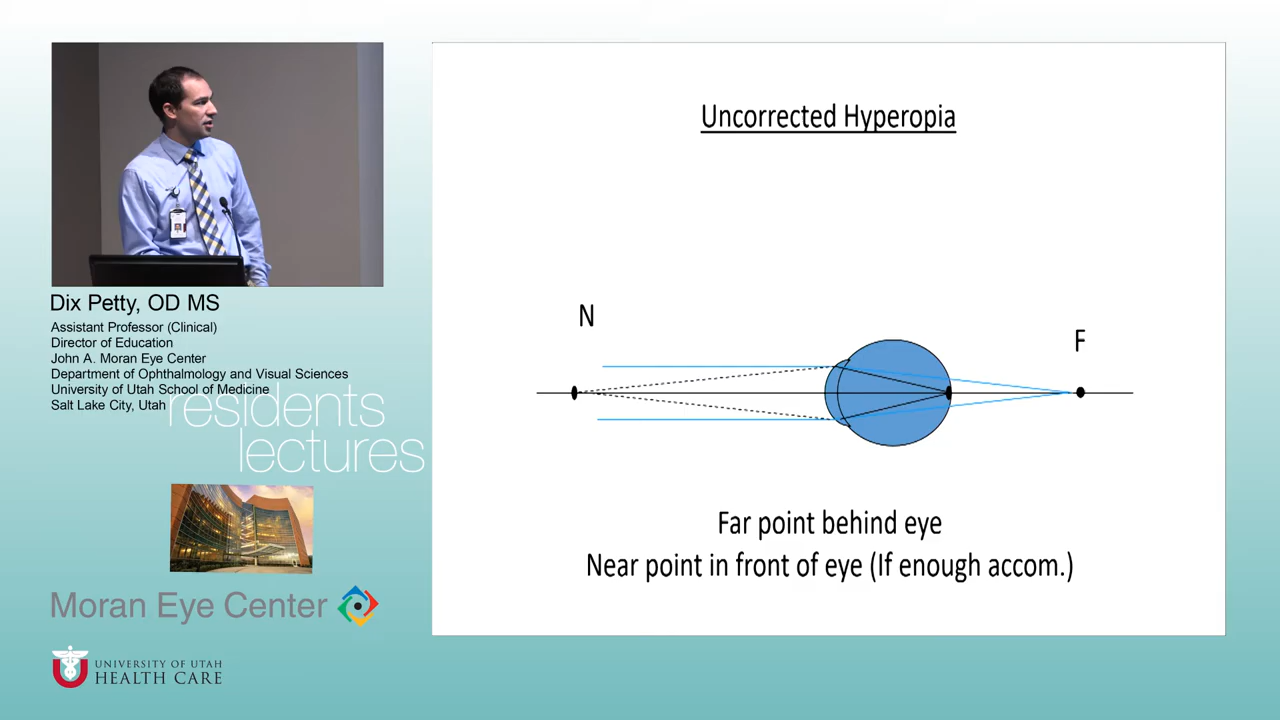 Uncorrected Hyperopia
N
F
Far point behind eye
Near point in front of eye (If enough accom.)
Dix Petty, OD MS
Assistant Professor (Clinical)
Director of Education
John A. Moran Eye Center
Department of Ophthalmology and Visual Sciences
University of Utah School of Medicine
Salt Lake City, Utah
residents
lectures
Moran Eye Center
UNIVERSITY OF UTAH
HEALTH CARE